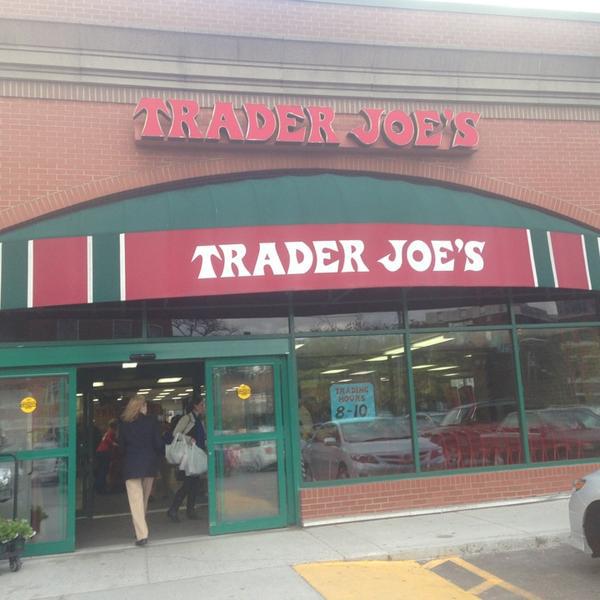 TRADER JOE'S
TRADER JOE'S
TRADING
HOURS
8-10